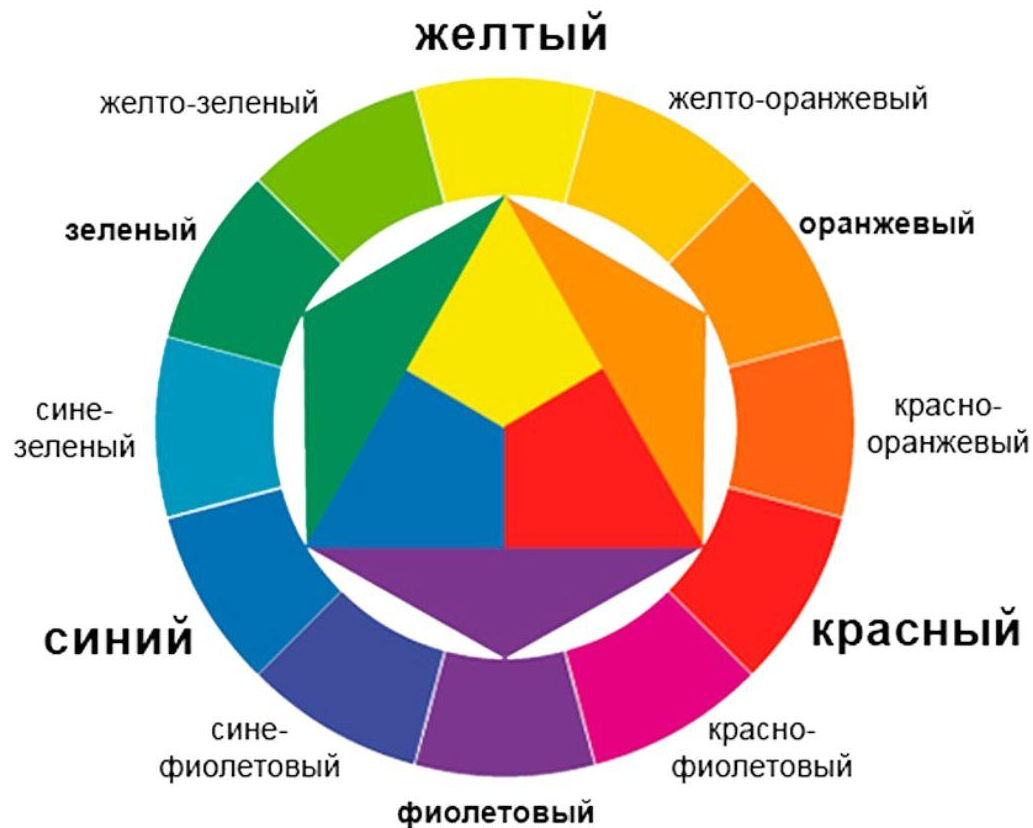 желтый
желто-зеленый
желто-оранжевый
зеленый
оранжевый
сине-
зеленый
красно-
оранжевый
синий
красный
сине-
фиолетовый
красно-
фиолетовый
фиолетовый